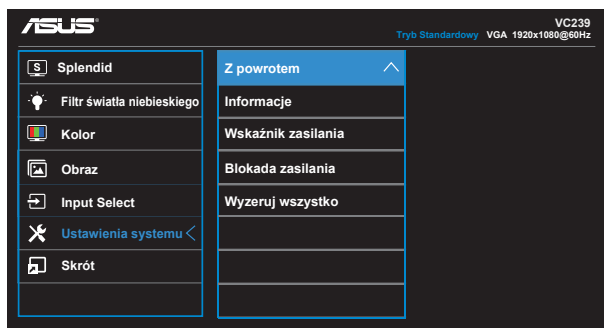 ASUS
VC239
Tryb Standardowy VGA 1920x1080@60Hz
S Splendid
Filtr światła niebieskiego
Kolor
Obraz
Input Select
Ustawienia systemu
Skrót
Z powrotem
Informacje
Wskaźnik zasilania
Blokada zasilania
Wyzeruj wszystko